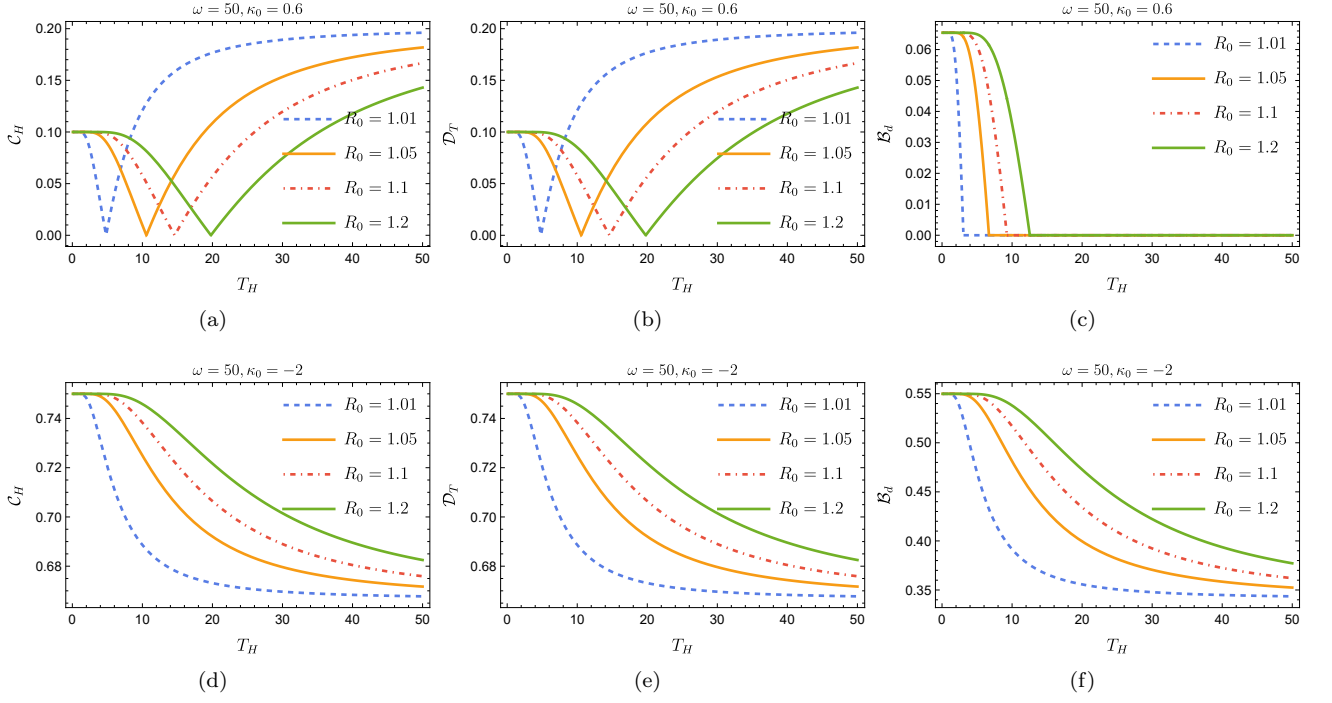 ω = 50, κ₀ = 0.6
𝒞_H
0.20
0.15
0.10
0.05
0.00
R₀ = 1.01
R₀ = 1.05
R₀ = 1.1
R₀ = 1.2
0 10 20 30 40 50
T_H
(a)
ω = 50, κ₀ = 0.6
𝒟_T
0.20
0.15
0.10
0.05
0.00
R₀ = 1.01
R₀ = 1.05
R₀ = 1.1
R₀ = 1.2
0 10 20 30 40 50
T_H
(b)
ω = 50, κ₀ = 0.6
ℬ_d
0.06
0.05
0.04
0.03
0.02
0.01
0.00
R₀ = 1.01
R₀ = 1.05
R₀ = 1.1
R₀ = 1.2
0 10 20 30 40 50
T_H
(c)
ω = 50, κ₀ = −2
𝒞_H
0.74
0.72
0.70
0.68
R₀ = 1.01
R₀ = 1.05
R₀ = 1.1
R₀ = 1.2
0 10 20 30 40 50
T_H
(d)
ω = 50, κ₀ = −2
𝒟_T
0.74
0.72
0.70
0.68
R₀ = 1.01
R₀ = 1.05
R₀ = 1.1
R₀ = 1.2
0 10 20 30 40 50
T_H
(e)
ω = 50, κ₀ = −2
ℬ_d
0.55
0.50
0.45
0.40
0.35
R₀ = 1.01
R₀ = 1.05
R₀ = 1.1
R₀ = 1.2
0 10 20 30 40 50
T_H
(f)